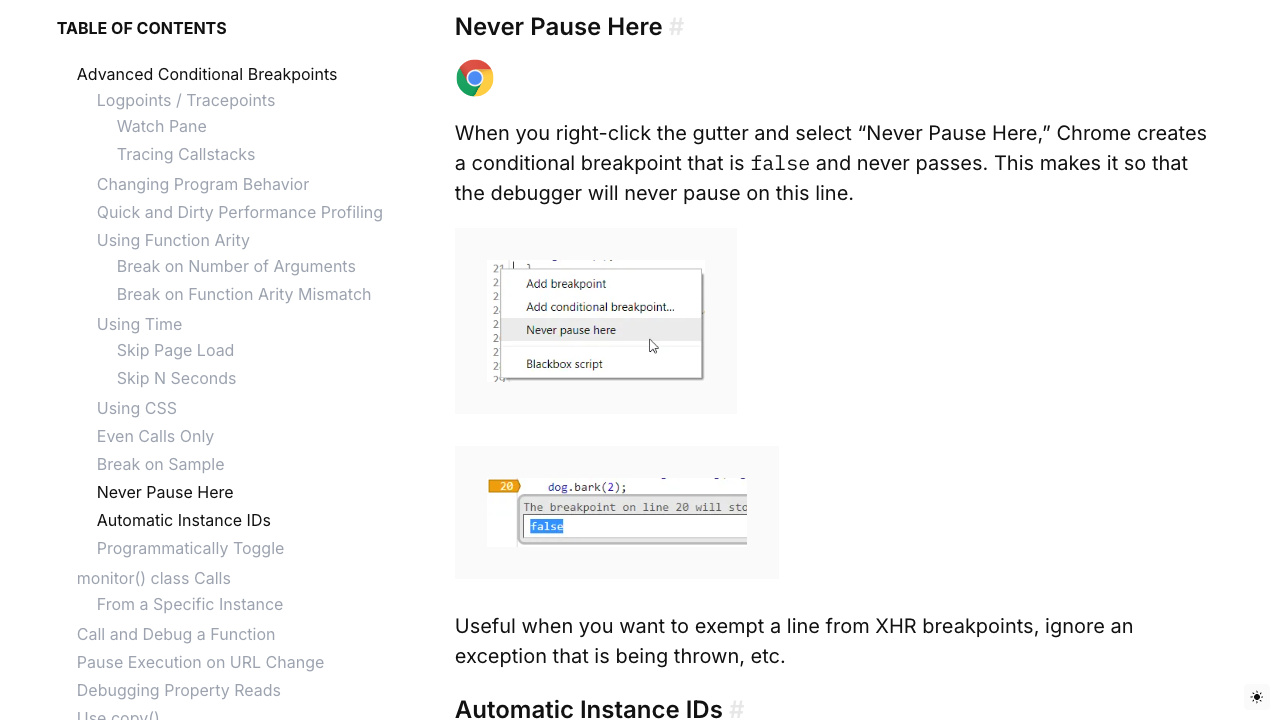 TABLE OF CONTENTS
Advanced Conditional Breakpoints
Logpoints / Tracepoints
Watch Pane
Tracing Callstacks
Changing Program Behavior
Quick and Dirty Performance Profiling
Using Function Arity
Break on Number of Arguments
Break on Function Arity Mismatch
Using Time
Skip Page Load
Skip N Seconds
Using CSS
Even Calls Only
Break on Sample
Never Pause Here
Automatic Instance IDs
Programmatically Toggle
monitor() class Calls
From a Specific Instance
Call and Debug a Function
Pause Execution on URL Change
Debugging Property Reads
Use copy()
Never Pause Here #
When you right-click the gutter and select “Never Pause Here,” Chrome creates
a conditional breakpoint that is false and never passes. This makes it so that
the debugger will never pause on this line.
21
Add breakpoint
Add conditional breakpoint...
Never pause here
Blackbox script
20 dog.bark(2);
The breakpoint on line 20 will sto
false
Useful when you want to exempt a line from XHR breakpoints, ignore an
exception that is being thrown, etc.
Automatic Instance IDs #